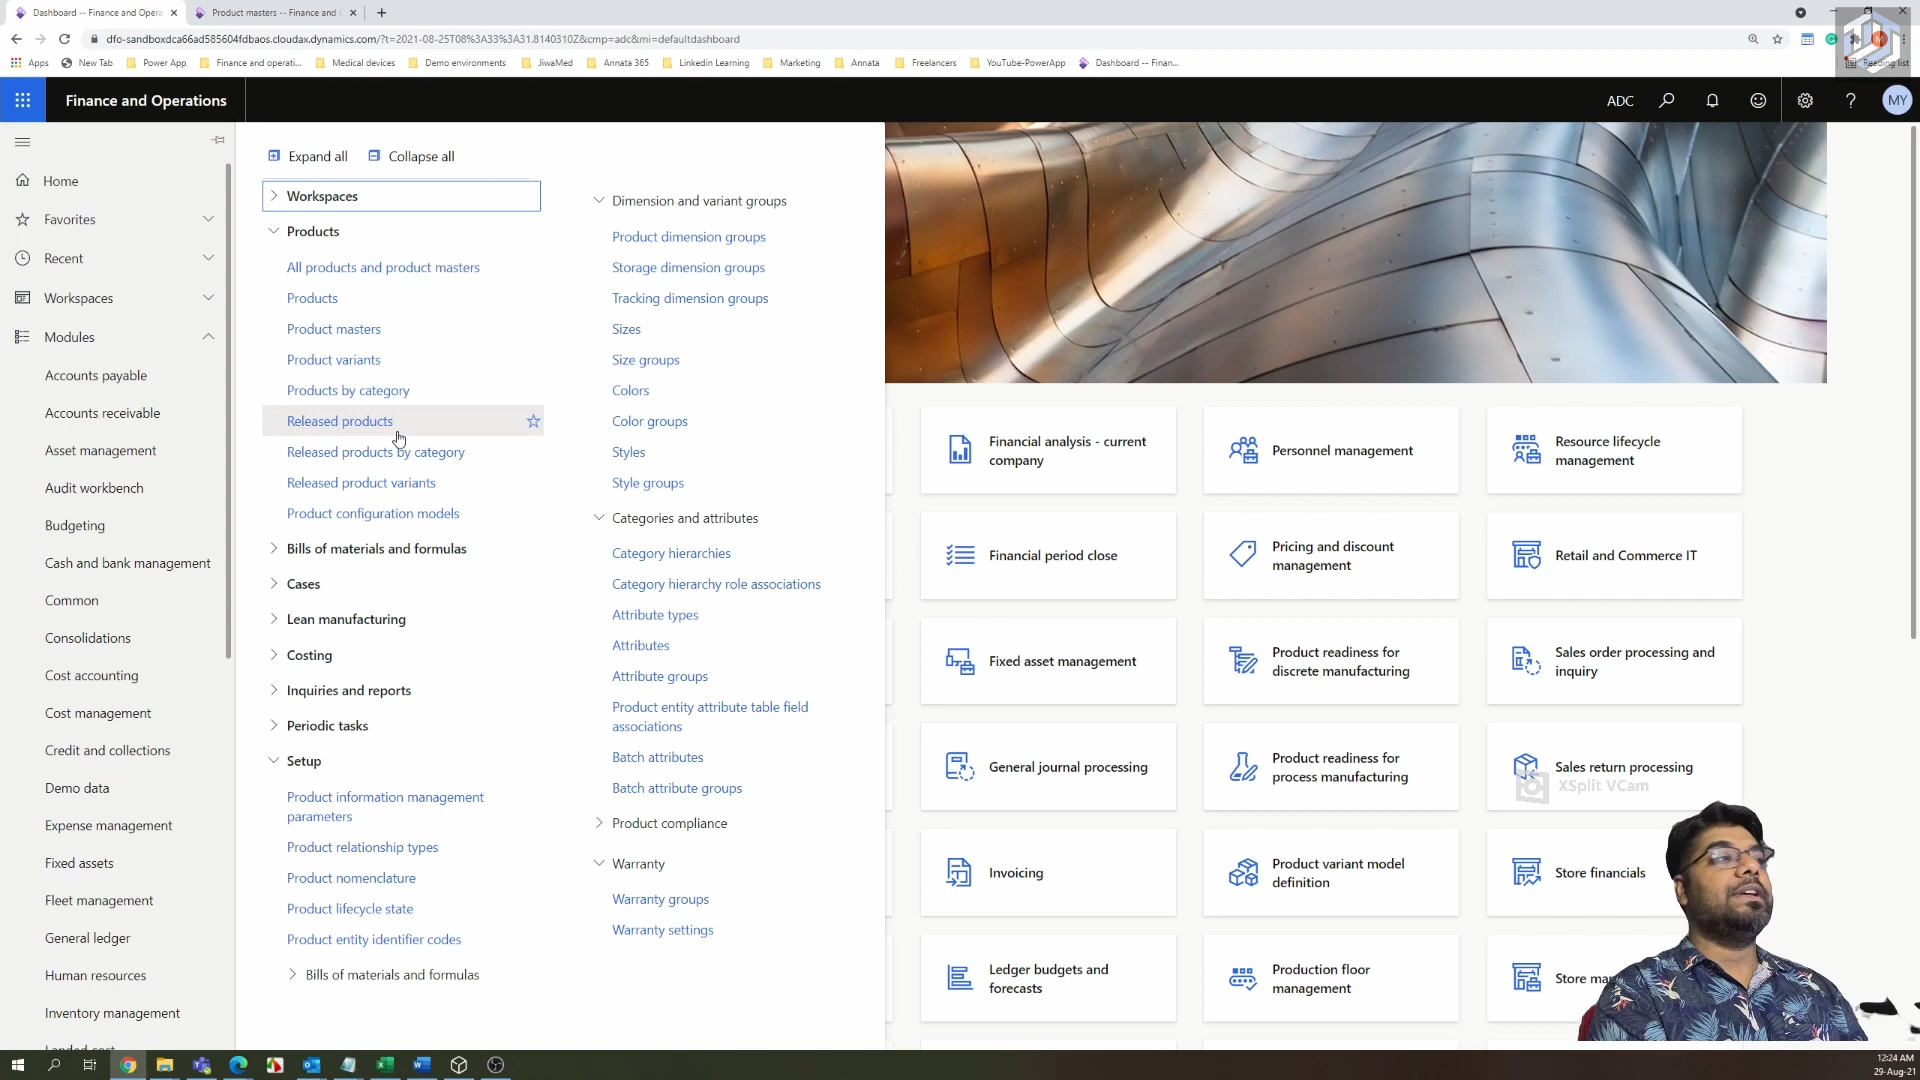 Dashboard -- Finance and Opera
Product masters -- Finance and
dfo-sandboxdca66ad585604fdbaos.cloudax.dynamics.com/?t=2021-08-25T08%3A33%3A31.8140310Z&cmp=adc&mi=defaultdashboard
Apps
New Tab
Power App
Finance and operati...
Medical devices
Demo environments
JiwaMed
Annata 365
Linkedin Learning
Marketing
Annata
Freelancers
YouTube-PowerApp
Dashboard -- Finan...
Reading list
Finance and Operations
ADC
MY
Home
Favorites
Recent
Workspaces
Modules
Accounts payable
Accounts receivable
Asset management
Audit workbench
Budgeting
Cash and bank management
Common
Consolidations
Cost accounting
Cost management
Credit and collections
Demo data
Expense management
Fixed assets
Fleet management
General ledger
Human resources
Inventory management
Landed cost
Expand all
Collapse all
Workspaces
Products
All products and product masters
Products
Product masters
Product variants
Products by category
Released products
Released products by category
Released product variants
Product configuration models
Bills of materials and formulas
Cases
Lean manufacturing
Costing
Inquiries and reports
Periodic tasks
Setup
Product information management
parameters
Product relationship types
Product nomenclature
Product lifecycle state
Product entity identifier codes
Bills of materials and formulas
Dimension and variant groups
Product dimension groups
Storage dimension groups
Tracking dimension groups
Sizes
Size groups
Colors
Color groups
Styles
Style groups
Categories and attributes
Category hierarchies
Category hierarchy role associations
Attribute types
Attributes
Attribute groups
Product entity attribute table field
associations
Batch attributes
Batch attribute groups
Product compliance
Warranty
Warranty groups
Warranty settings
Financial analysis - current
company
Personnel management
Resource lifecycle
management
Financial period close
Pricing and discount
management
Retail and Commerce IT
Fixed asset management
Product readiness for
discrete manufacturing
Sales order processing and
inquiry
General journal processing
Product readiness for
process manufacturing
Sales return processing
XSplit VCam
Invoicing
Product variant model
definition
Store financials
Ledger budgets and
forecasts
Production floor
management
Store ma
12:24 AM
29-Aug-21